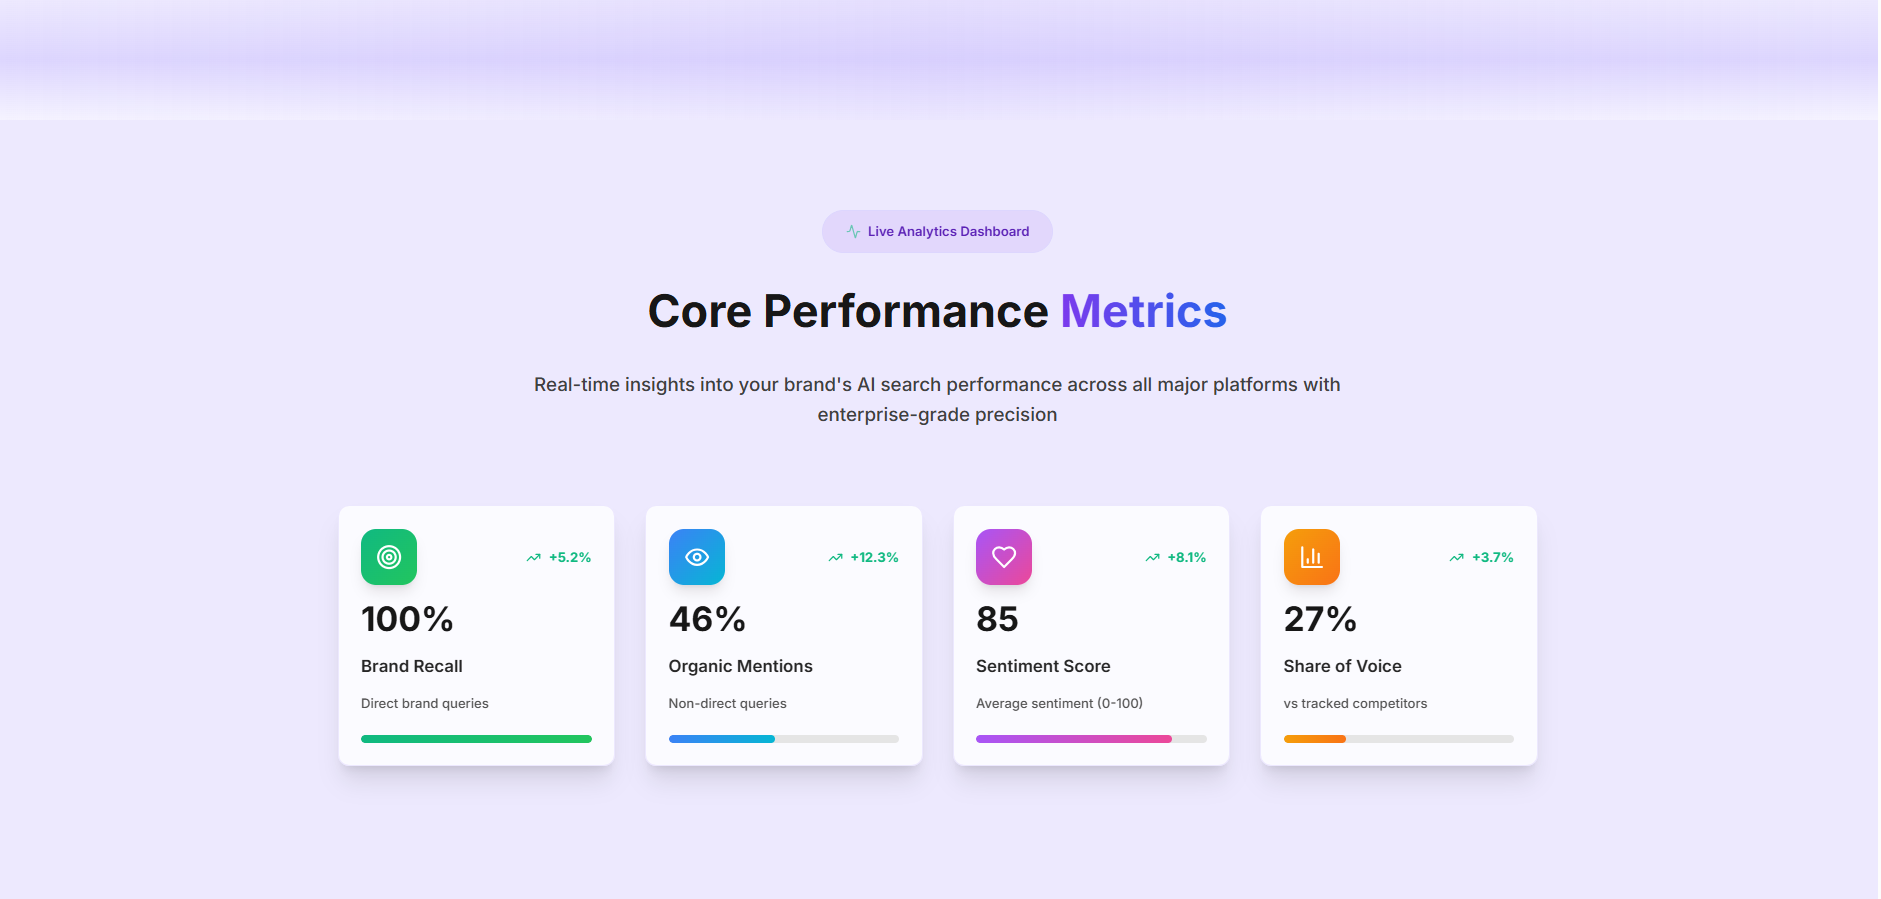 Live Analytics Dashboard
Core Performance Metrics
Real-time insights into your brand's AI search performance across all major platforms with
enterprise-grade precision
+5.2%
100%
Brand Recall
Direct brand queries
+12.3%
46%
Organic Mentions
Non-direct queries
+8.1%
85
Sentiment Score
Average sentiment (0-100)
+3.7%
27%
Share of Voice
vs tracked competitors